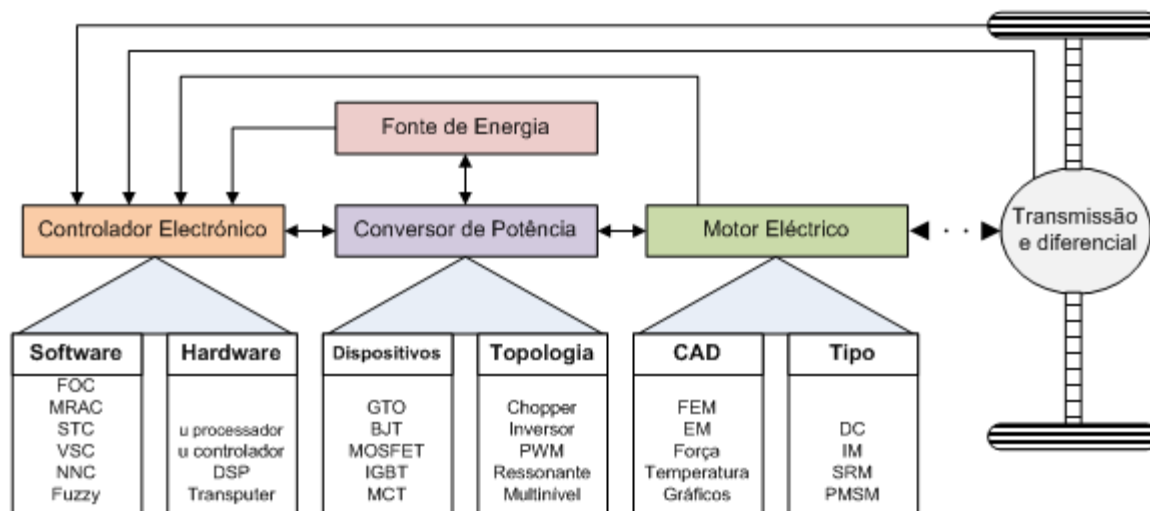 Fonte de Energia
Controlador Electrónico
Conversor de Potência
Motor Eléctrico
Transmissão
e diferencial
Software
FOC
MRAC
STC
VSC
NNC
Fuzzy
Hardware
u processador
u controlador
DSP
Transputer
Dispositivos
GTO
BJT
MOSFET
IGBT
MCT
Topologia
Chopper
Inversor
PWM
Ressonante
Multinível
CAD
FEM
EM
Força
Temperatura
Gráficos
Tipo
DC
IM
SRM
PMSM